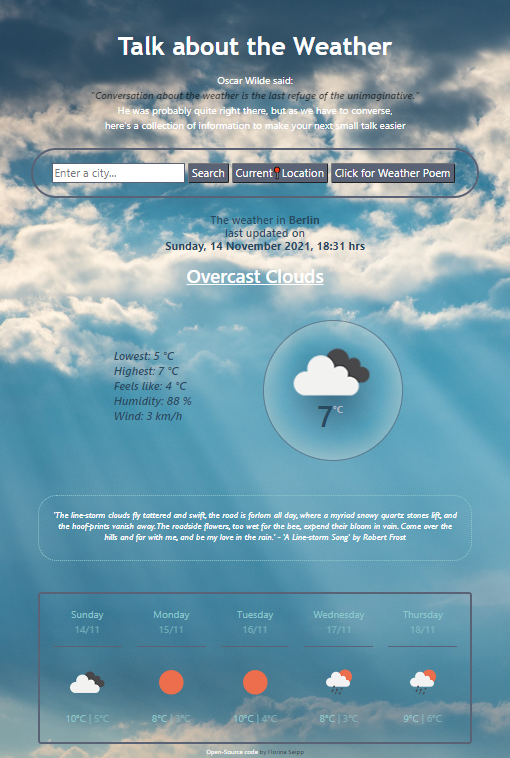 Talk about the Weather
Oscar Wilde said:
"Conversation about the weather is the last refuge of the unimaginative."
He was probably quite right there, but as we have to converse,
here's a collection of information to make your next small talk easier
Enter a city... Search Current📍Location Click for Weather Poem
The weather in Berlin
last updated on
Sunday, 14 November 2021, 18:31 hrs
Overcast Clouds
Lowest: 5 °C
Highest: 7 °C
Feels like: 4 °C
Humidity: 88 %
Wind: 3 km/h
7°C
'The line-storm clouds fly tattered and swift, the road is forlorn all day, where a myriad snowy quartz stones lift, and
the hoof-prints vanish away.The roadside flowers, too wet for the bee, expend their bloom in vain. Come over the
hills and far with me, and be my love in the rain.' - 'A Line-storm Song' by Robert Frost
Sunday Monday Tuesday Wednesday Thursday
14/11 15/11 16/11 17/11 18/11
10°C | 5°C 8°C | 3°C 10°C | 4°C 8°C | 3°C 9°C | 6°C
Open-Source code by Florina Seipp